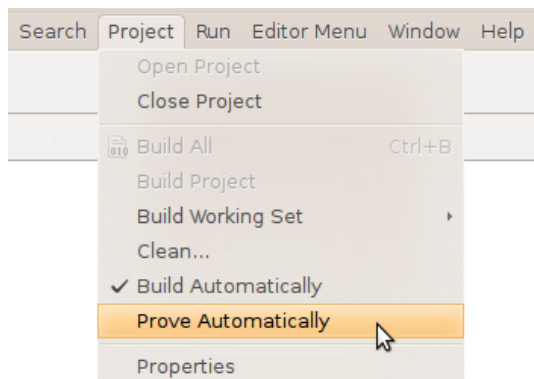 Search Project Run Editor Menu Window Help
Open Project
Close Project
010 Build All Ctrl+B
Build Project
Build Working Set
Clean...
Build Automatically
Prove Automatically
Properties